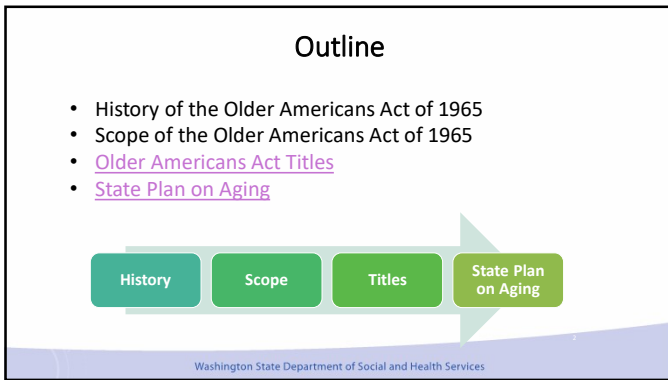 Outline
• History of the Older Americans Act of 1965
• Scope of the Older Americans Act of 1965
• Older Americans Act Titles
• State Plan on Aging
History
Scope
Titles
State Plan
on Aging
2
Washington State Department of Social and Health Services